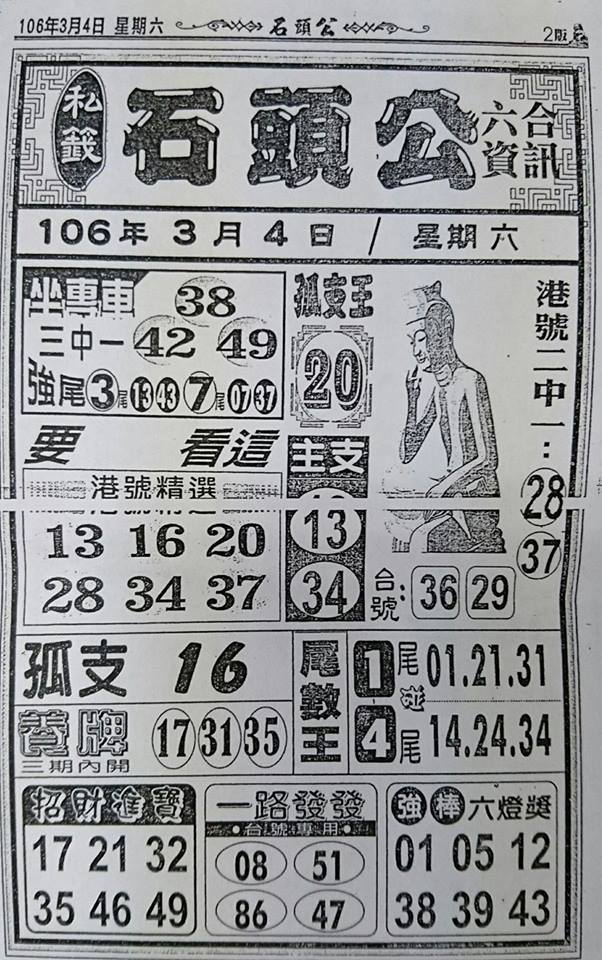 106年3月4日 星期六 石頭公 2版
私籤 石頭公 六合資訊
106年3月4日 / 星期六
坐專車 38
三中一 42 49
強尾 3尾 13 43 7尾 07 37
孤支王
20
港號二中一：
28
37
要 看這
港號精選
13 16 20
28 34 37
主支
13
34
台號： 36 29
孤支 16
養牌 17 31 35
三期內開
尾數王
1尾 01.21.31
碰
4尾 14.24.34
招財進寶
17 21 32
35 46 49
一路發發
台號專用
08 51
86 47
強棒六燈獎
01 05 12
38 39 43